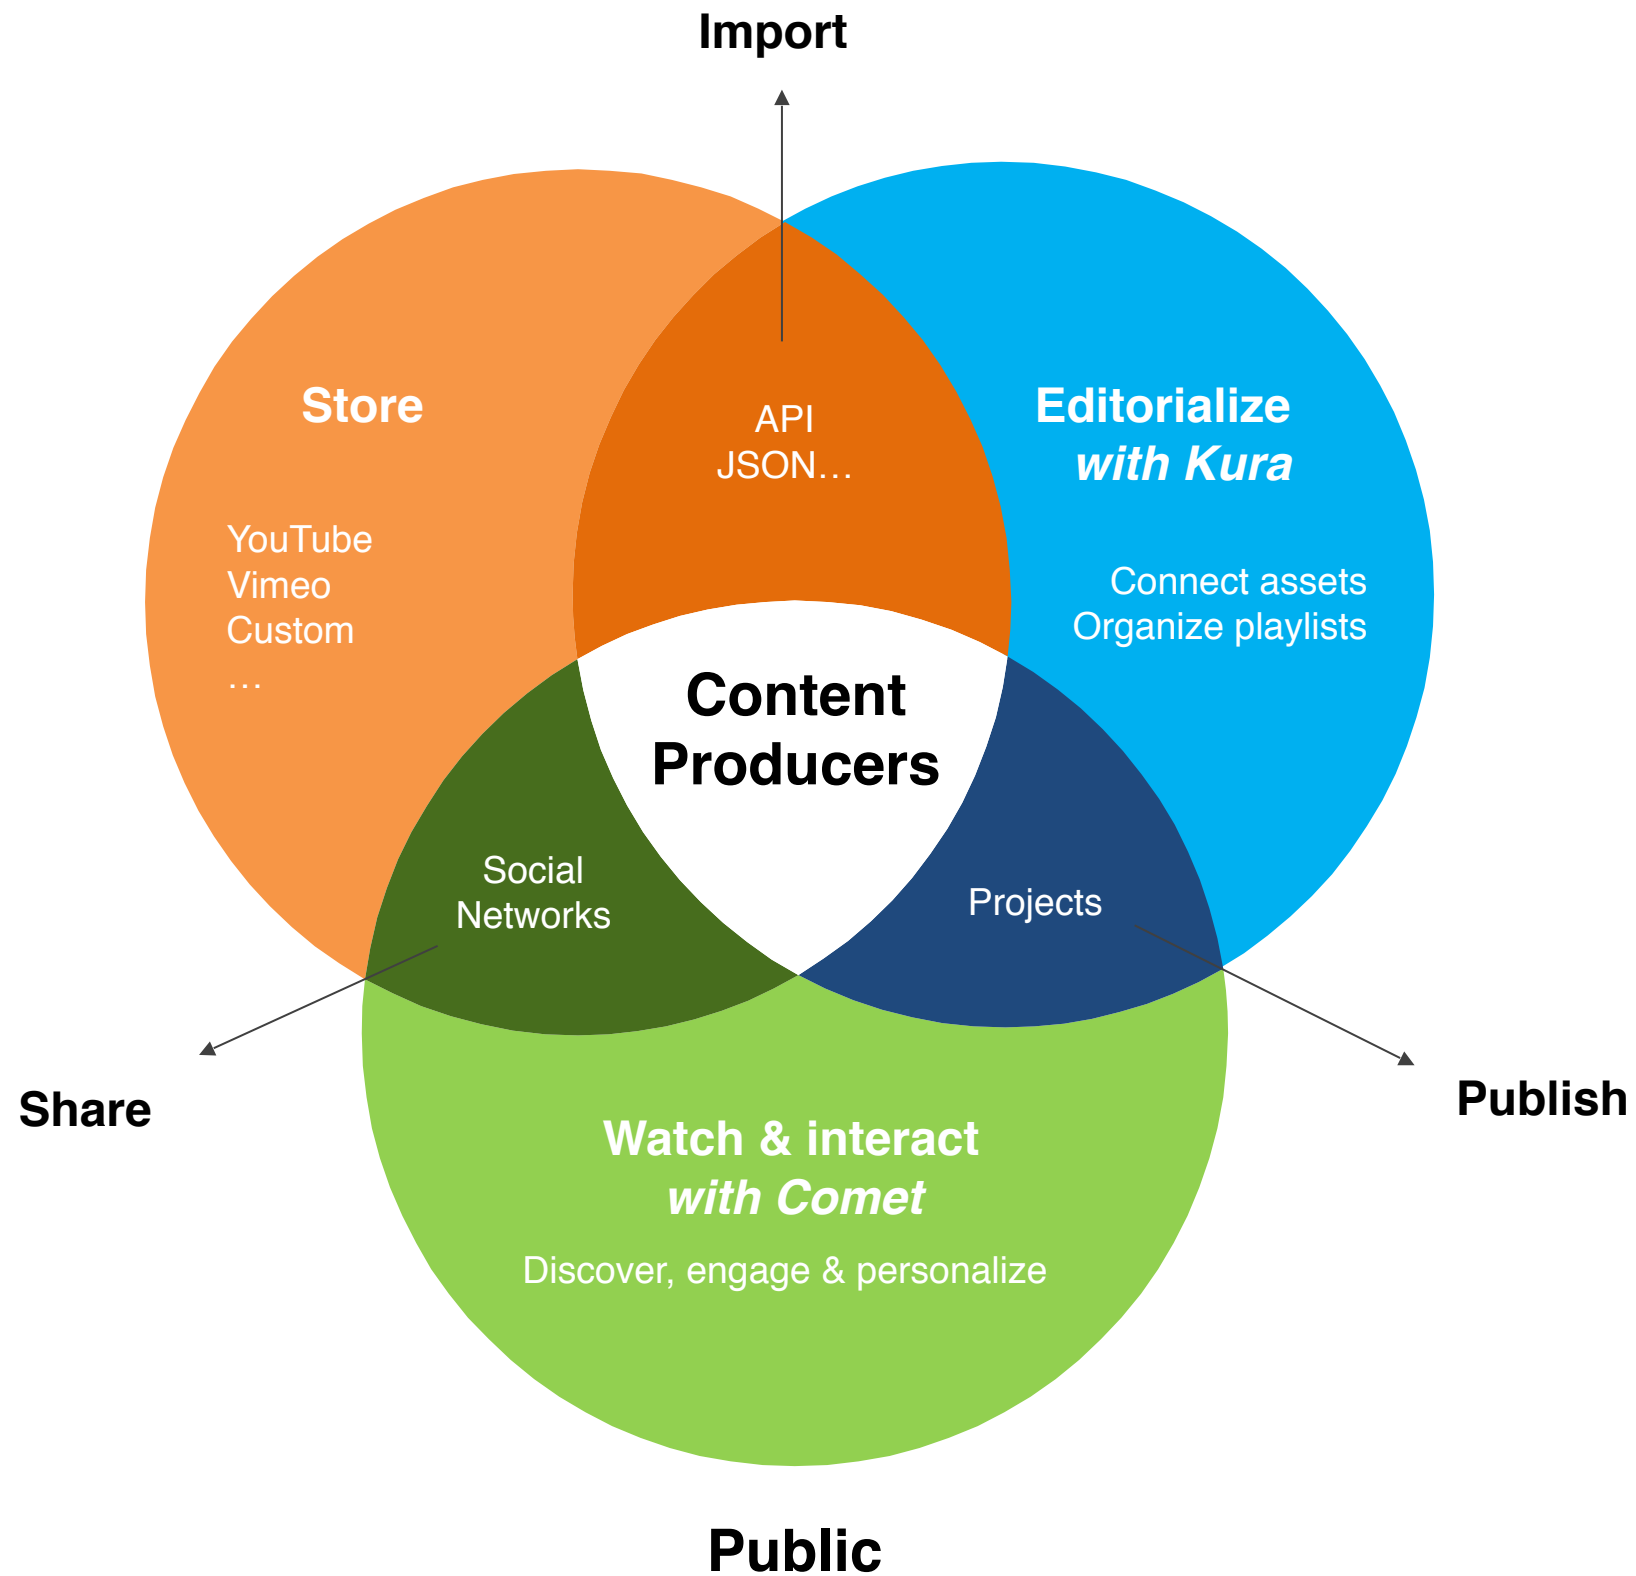 Import
Store
YouTube
Vimeo
Custom
…
API
JSON…
Editorialize
with Kura
Connect assets
Organize playlists
Content
Producers
Social
Networks
Projects
Share
Publish
Watch & interact
with Comet
Discover, engage & personalize
Public